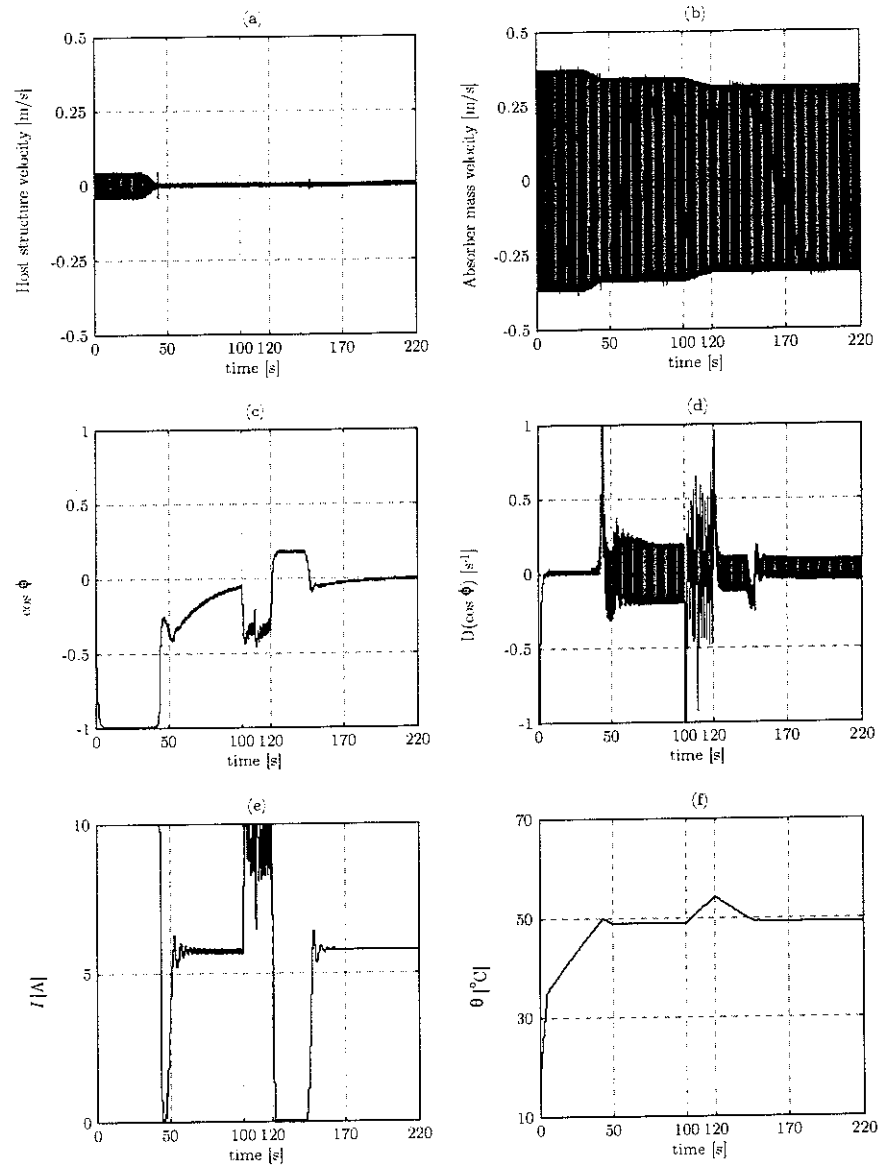 (a)
Host structure velocity [m/s]
0.5
0.25
0
-0.25
-0.5
0 50 100 120 170 220
time [s]
(b)
Absorber mass velocity [m/s]
0.5
0.25
0
-0.25
-0.5
0 50 100 120 170 220
time [s]
(c)
cos ϕ
1
0.5
0
-0.5
-1
50 100 120 170 220
time [s]
(d)
D(cos ϕ) [s⁻¹]
1
0.5
0
-0.5
-1
0 50 100 120 170 220
time [s]
(e)
I [A]
10
5
0
50 100 120 170 220
time [s]
(f)
θ [°C]
70
50
30
10
0 50 100 120 170 220
time [s]